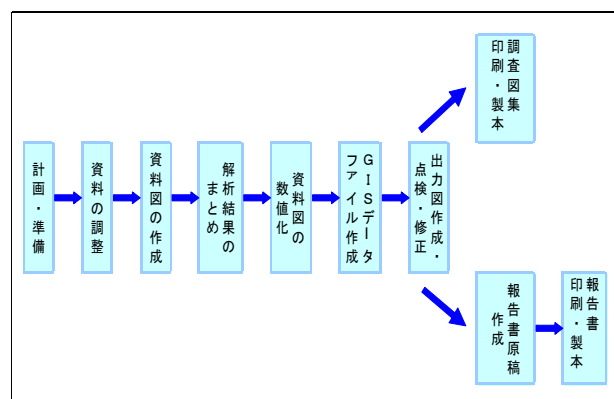 計画・準備
資料の調整
資料図の作成
解析結果の
まとめ
資料図の
数値化
GISデータ
ファイル作成
出力図作成・
点検・修正
調査図集
印刷・製本
報告書原稿
作成
報告書
印刷・製本